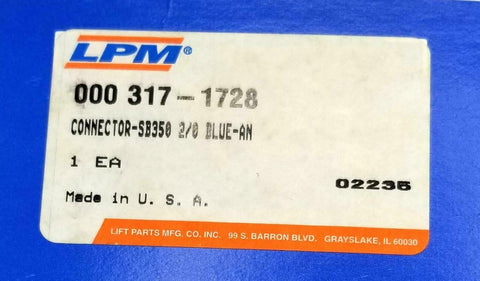 LPM®
000 317-1728
CONNECTOR-SB350 2/0 BLUE-AN
1 EA
02235
Made in U. S. A.
LIFT PARTS MFG. CO. INC. 99 S. BARRON BLVD. GRAYSLAKE, IL 60030